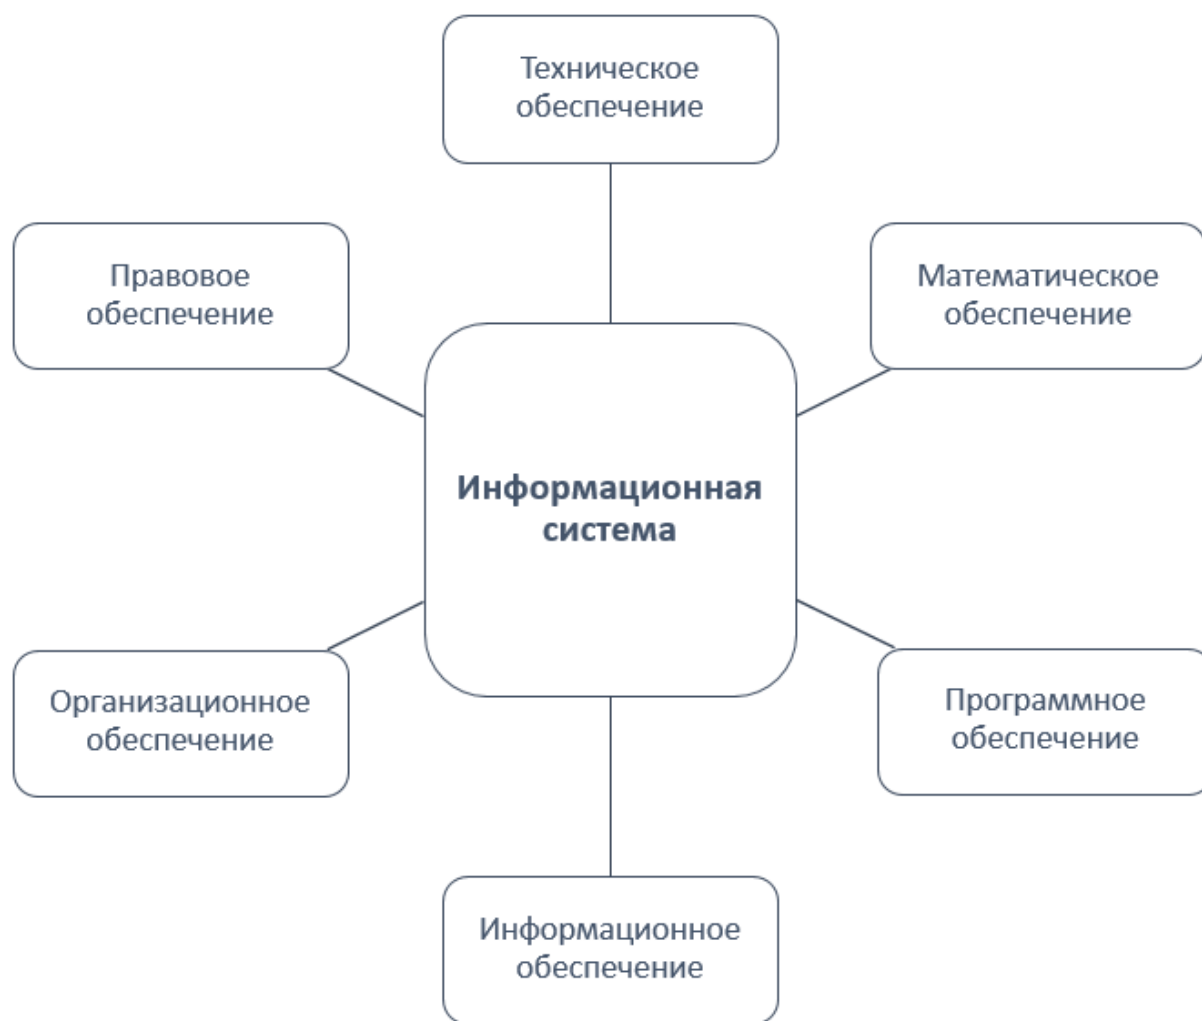 Техническое
обеспечение
Правовое
обеспечение
Математическое
обеспечение
Информационная
система
Организационное
обеспечение
Программное
обеспечение
Информационное
обеспечение